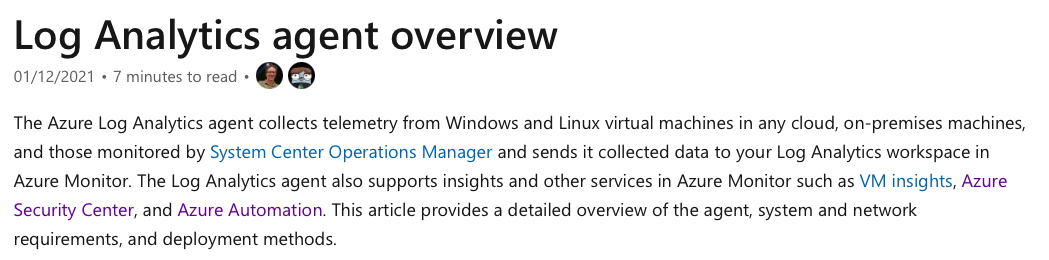 Log Analytics agent overview
01/12/2021 • 7 minutes to read •
The Azure Log Analytics agent collects telemetry from Windows and Linux virtual machines in any cloud, on-premises machines,
and those monitored by System Center Operations Manager and sends it collected data to your Log Analytics workspace in
Azure Monitor. The Log Analytics agent also supports insights and other services in Azure Monitor such as VM insights, Azure
Security Center, and Azure Automation. This article provides a detailed overview of the agent, system and network
requirements, and deployment methods.